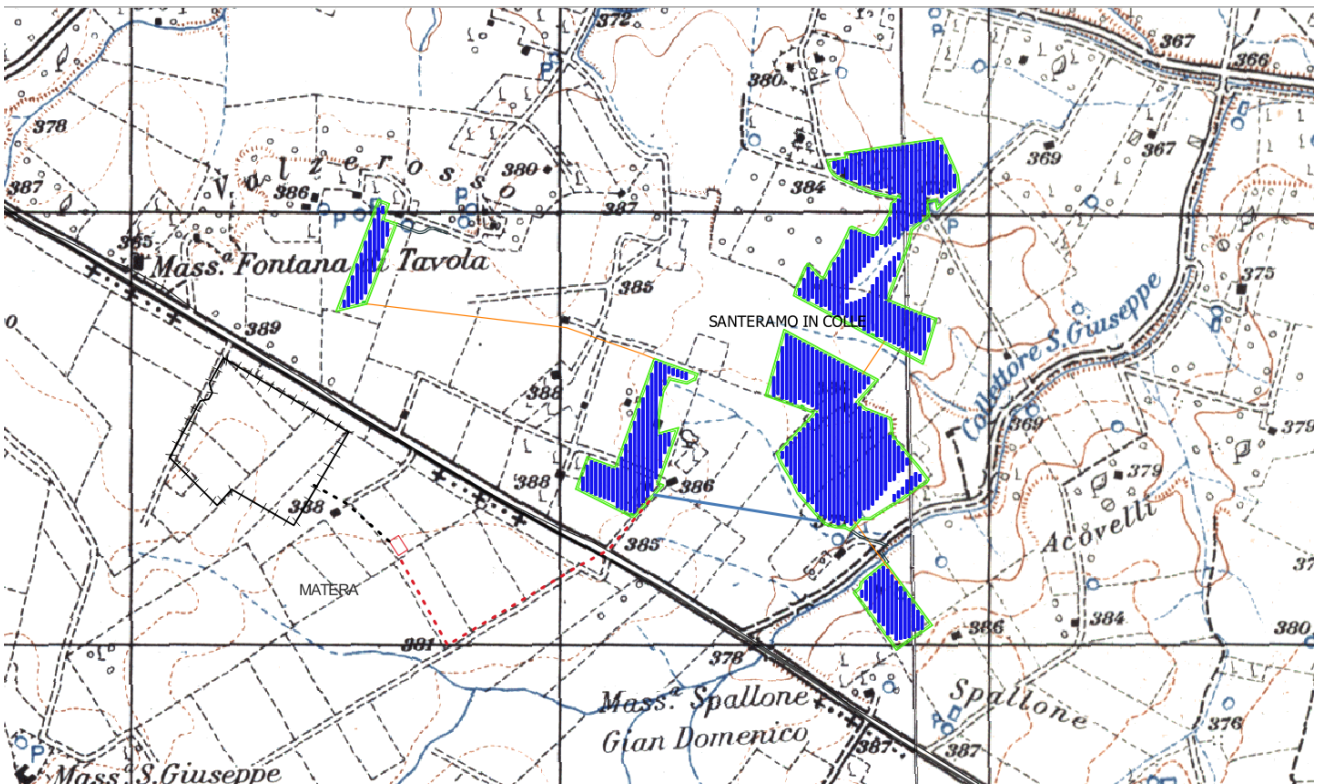 372
367
366
378
380
P
P
387
Valzerosso
386
380
384
369
367
P
P
387
P
385
Mass.ᵃ Fontana di Tavola
385
375
389
SANTERAMO IN COLLE
Collettore S. Giuseppe
388
369
379
388
386
379
388
385
Acovelli
MATERA
384
386
380
381
378
Mass.ᵃ Spallone
Gian Domenico
Spallone
376
387
387
P
Mass.ᵃ S. Giuseppe